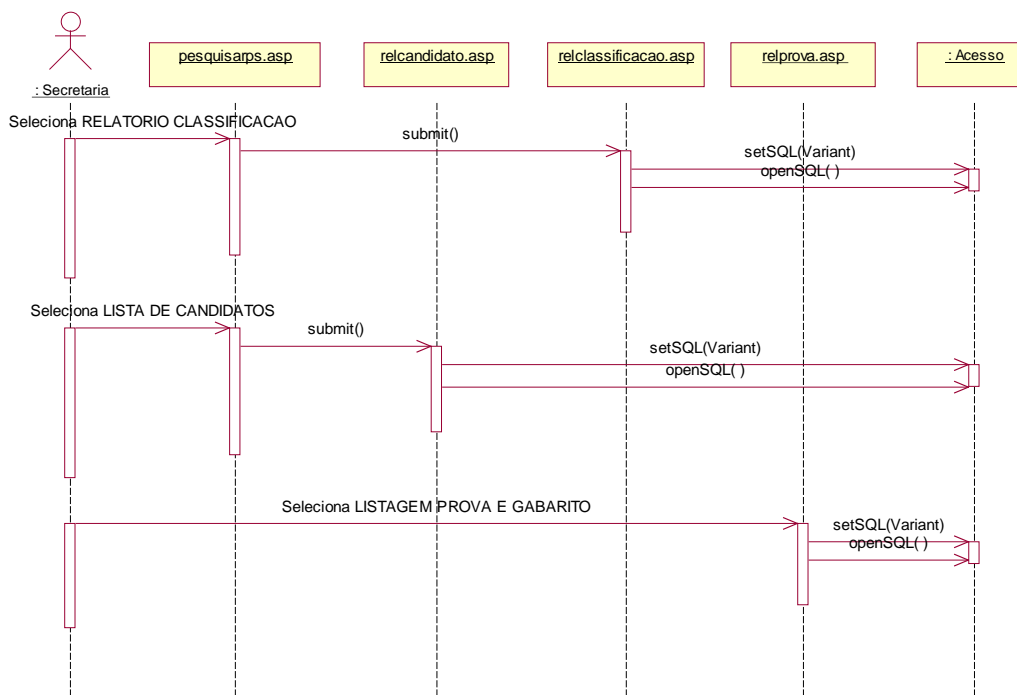 pesquisarps.asp
relcandidato.asp
relclassificacao.asp
relprova.asp
: Acesso
: Secretaria
Seleciona RELATORIO CLASSIFICACAO
submit()
setSQL(Variant)
openSQL( )
Seleciona LISTA DE CANDIDATOS
submit()
setSQL(Variant)
openSQL( )
Seleciona LISTAGEM PROVA E GABARITO
setSQL(Variant)
openSQL( )